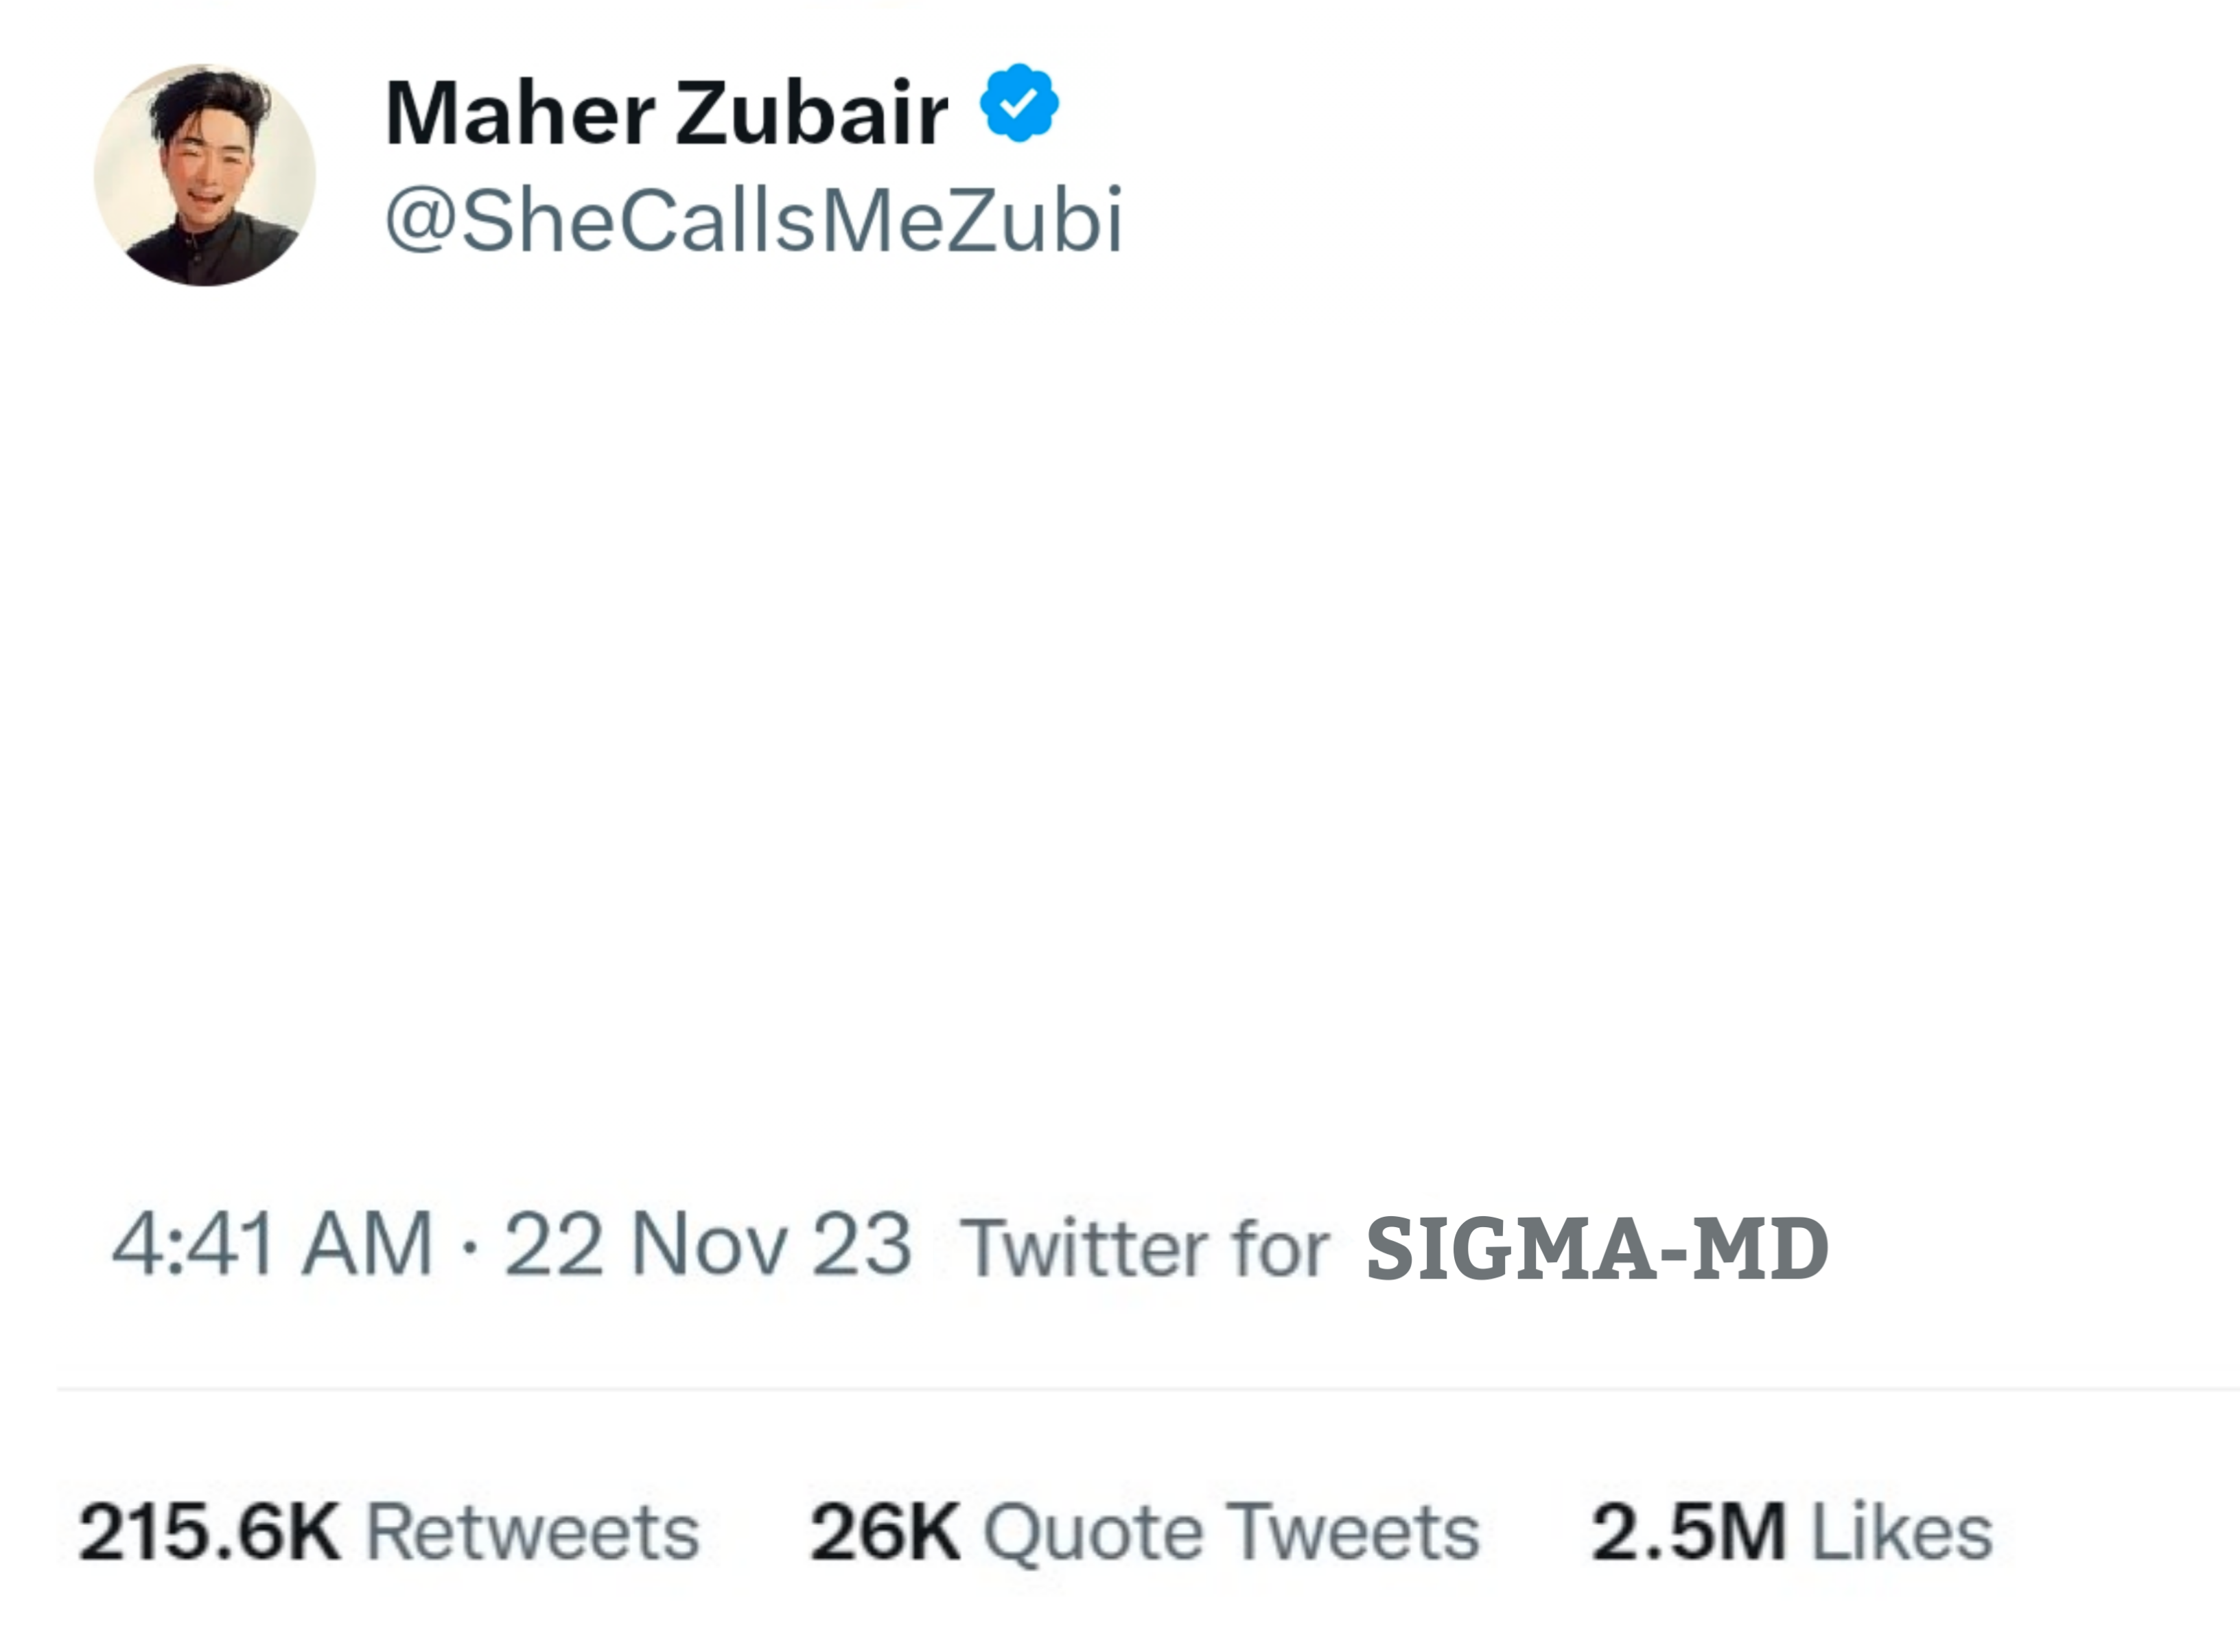 Maher Zubair
@SheCallsMeZubi
4:41 AM · 22 Nov 23 Twitter for SIGMA-MD
215.6K Retweets 26K Quote Tweets 2.5M Likes